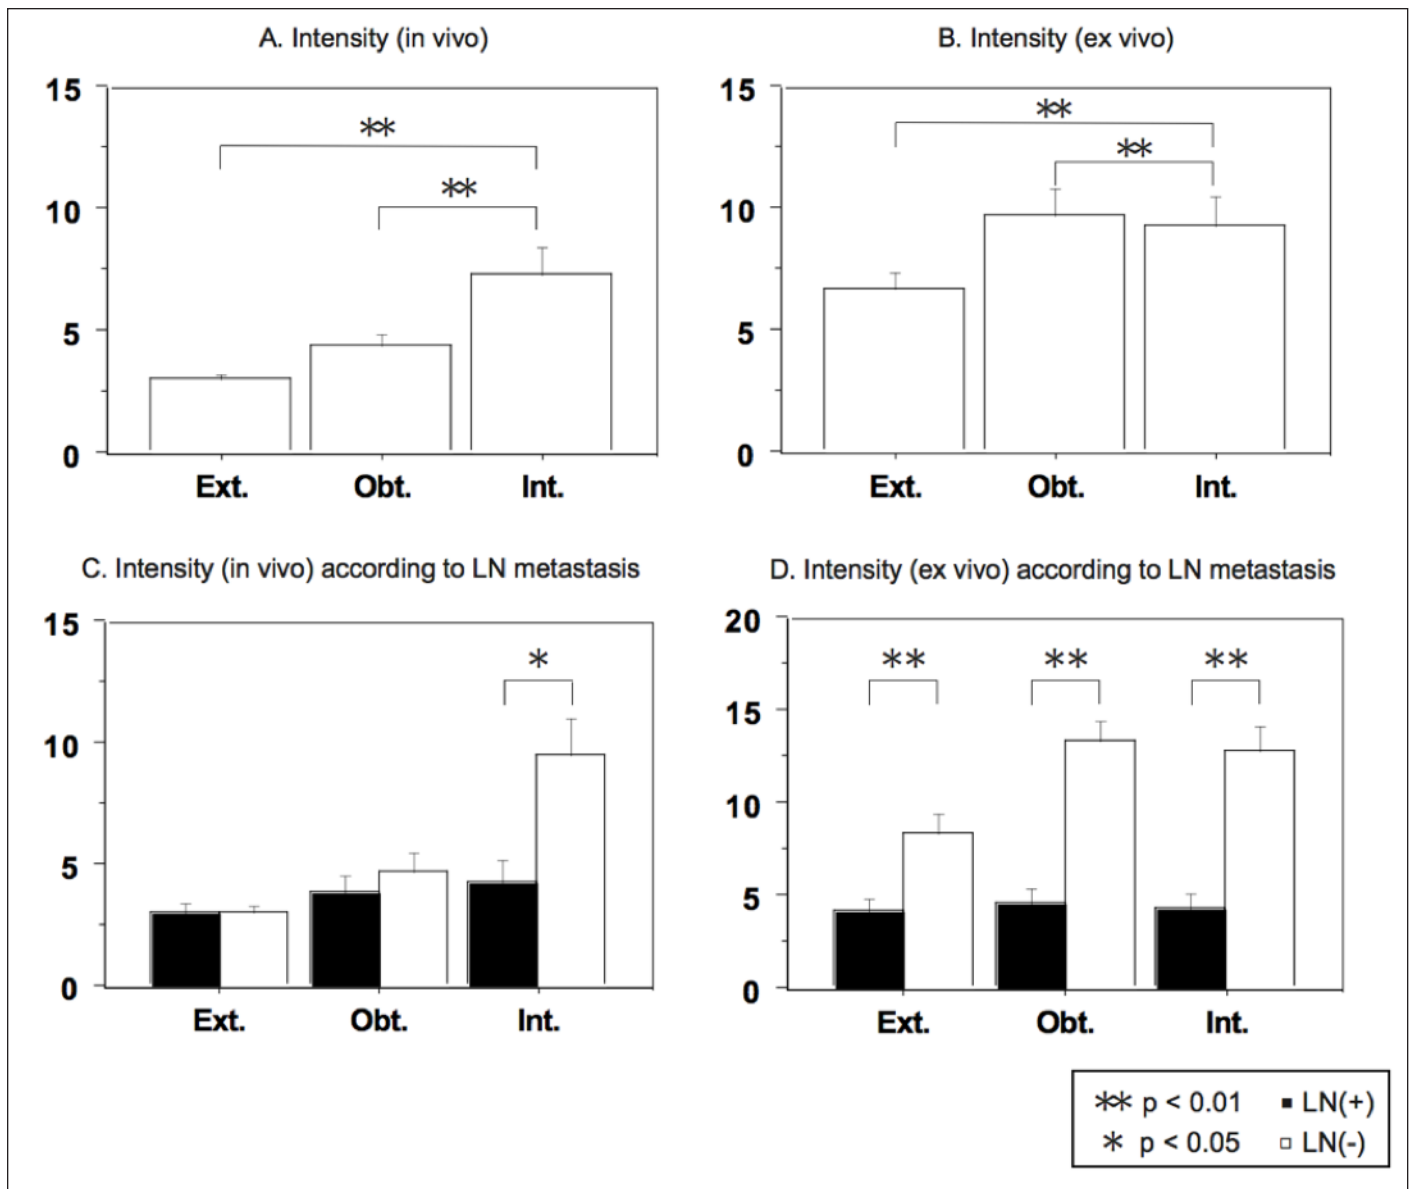 A. Intensity (in vivo)
15
10
5
0
**
**
Ext. Obt. Int.
B. Intensity (ex vivo)
15
10
5
0
**
**
Ext. Obt. Int.
C. Intensity (in vivo) according to LN metastasis
15
10
5
0
*
Ext. Obt. Int.
D. Intensity (ex vivo) according to LN metastasis
20
15
10
5
0
** ** **
Ext. Obt. Int.
** p < 0.01 ■ LN(+)
* p < 0.05 □ LN(-)